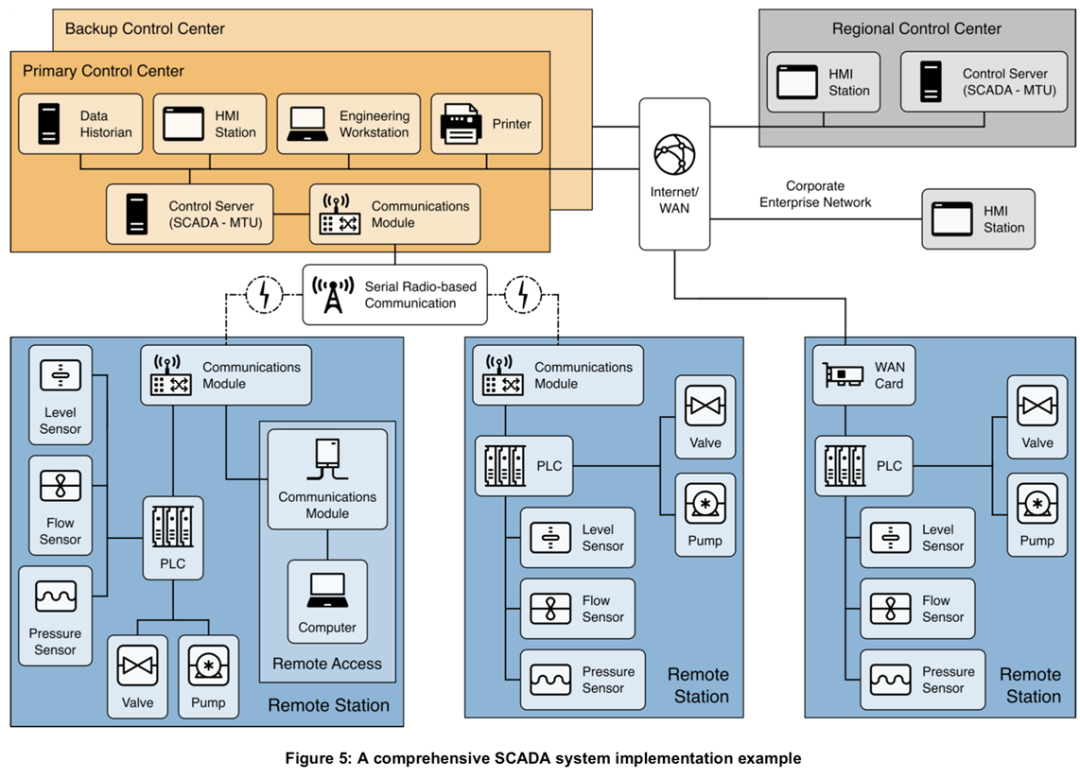 Backup Control Center
Primary Control Center
Data
Historian
HMI
Station
Engineering
Workstation
Printer
Control Server
(SCADA - MTU)
Communications
Module
Internet/
WAN
Regional Control Center
HMI
Station
Control Server
(SCADA - MTU)
Corporate
Enterprise Network
HMI
Station
Serial Radio-based
Communication
Level
Sensor
Flow
Sensor
Pressure
Sensor
Communications
Module
PLC
Valve
Pump
Communications
Module
Computer
Remote Access
Remote Station
Communications
Module
PLC
Valve
Pump
Level
Sensor
Flow
Sensor
Pressure
Sensor
Remote
Station
WAN
Card
PLC
Valve
Pump
Level
Sensor
Flow
Sensor
Pressure
Sensor
Remote
Station
Figure 5: A comprehensive SCADA system implementation example